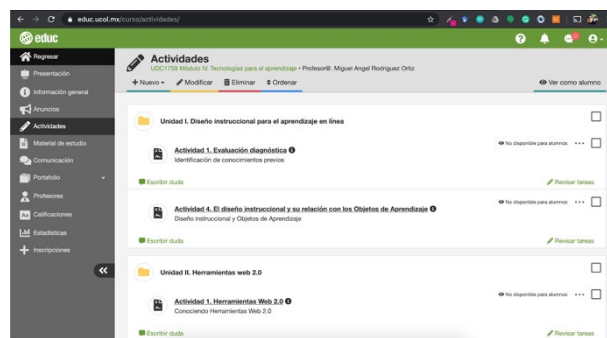 educ.ucol.mx/curso/actividades/
educ
Regresar
Presentación
Información general
Anuncios
Actividades
Material de estudio
Comunicación
Portafolio
Profesores
Calificaciones
Estadísticas
Inscripciones
Actividades
UDC1759 Módulo IV. Tecnologías para el aprendizaje • Profesor@. Miguel Angel Rodriguez Ortiz
Nuevo
Modificar
Eliminar
Ordenar
Ver como alumno
Unidad I. Diseño instruccional para el aprendizaje en línea
Actividad 1. Evaluación diagnóstica
No disponible para alumnos
Identificación de conocimientos previos
Escribir duda
Revisar tareas
Actividad 4. El diseño instruccional y su relación con los Objetos de Aprendizaje
No disponible para alumnos
Diseño instruccional y Objetos de Aprendizaje
Escribir duda
Revisar tareas
Unidad II. Herramientas web 2.0
Actividad 1. Herramientas Web 2.0
No disponible para alumnos
Conociendo Herramientas Web 2.0
Escribir duda
Revisar tareas